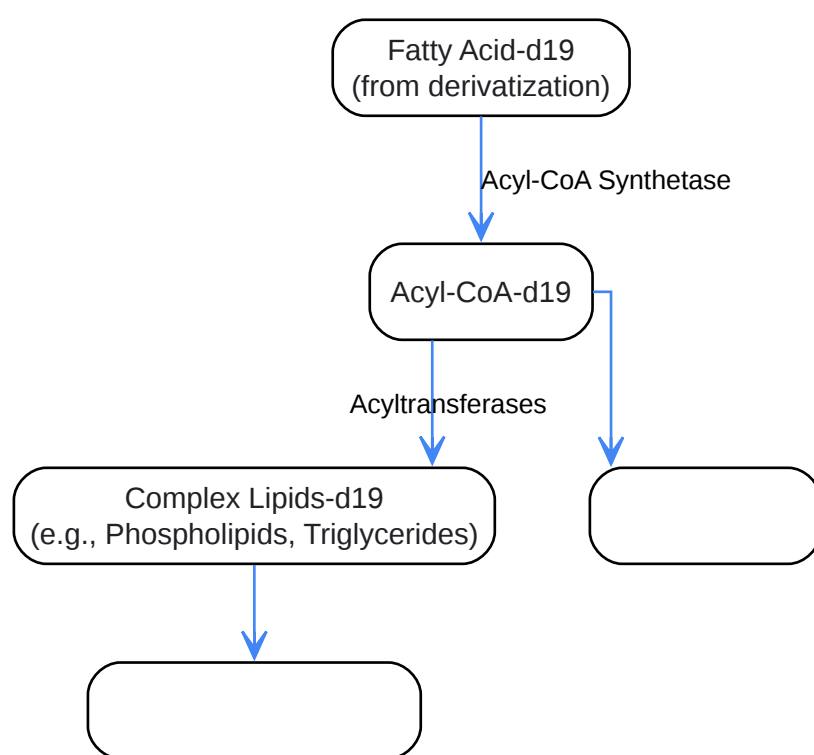 Fatty Acid-d19
(from derivatization)
Acyl-CoA Synthetase
Acyl-CoA-d19
Acyltransferases
Complex Lipids-d19
(e.g., Phospholipids, Triglycerides)